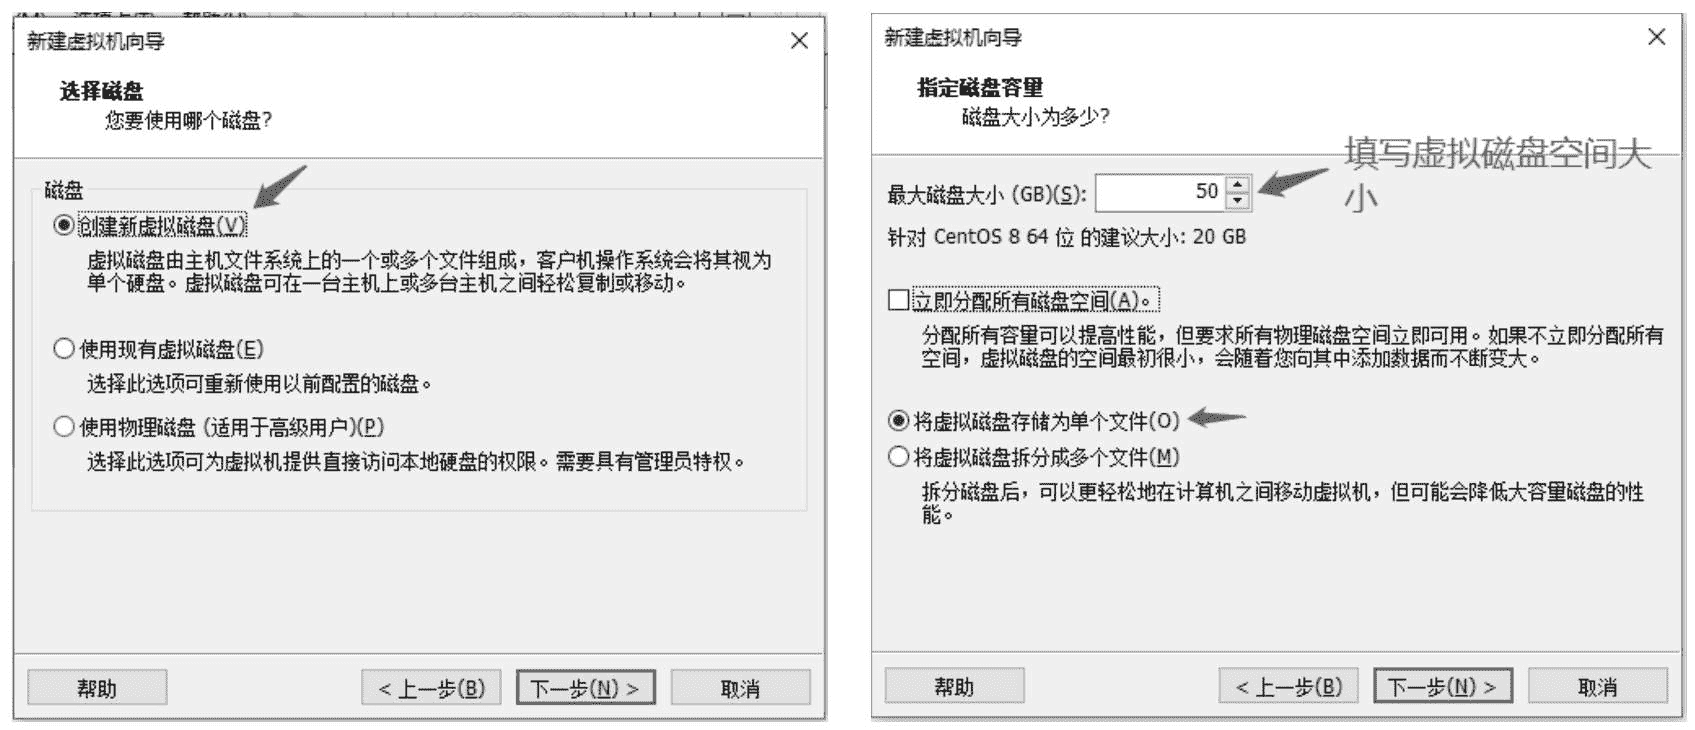 新建虚拟机向导
选择磁盘
您要使用哪个磁盘?
磁盘
创建新虚拟磁盘(V)
虚拟磁盘由主机文件系统上的一个或多个文件组成，客户机操作系统会将其视为
单个硬盘。虚拟磁盘可在一台主机上或多台主机之间轻松复制或移动。
使用现有虚拟磁盘(E)
选择此选项可重新使用以前配置的磁盘。
使用物理磁盘 (适用于高级用户)(P)
选择此选项可为虚拟机提供直接访问本地硬盘的权限。需要具有管理员特权。
帮助
< 上一步(B)
下一步(N) >
取消
新建虚拟机向导
指定磁盘容量
磁盘大小为多少?
填写虚拟磁盘空间大
小
最大磁盘大小 (GB)(S):
50
针对 CentOS 8 64 位 的建议大小: 20 GB
立即分配所有磁盘空间(A)。
分配所有容量可以提高性能，但要求所有物理磁盘空间立即可用。如果不立即分配所有
空间，虚拟磁盘的空间最初很小，会随着您向其中添加数据而不断变大。
将虚拟磁盘存储为单个文件(O)
将虚拟磁盘拆分成多个文件(M)
拆分磁盘后，可以更轻松地在计算机之间移动虚拟机，但可能会降低大容量磁盘的性
能。
帮助
< 上一步(B)
下一步(N) >
取消